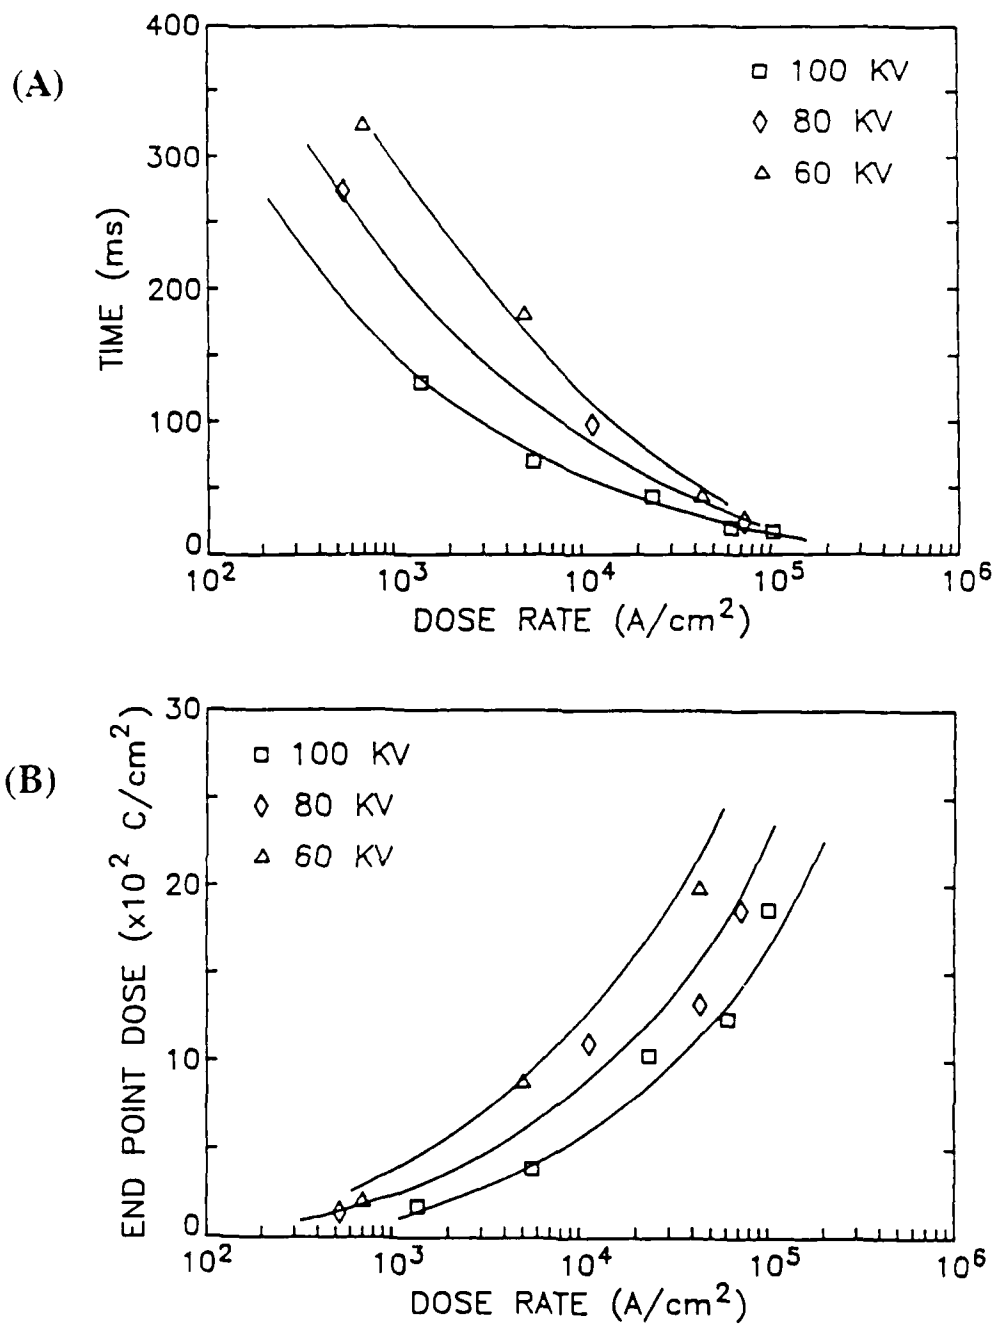 (A)
400
300
200
100
0
TIME (ms)
□ 100 KV
◇ 80 KV
△ 60 KV
10² 10³ 10⁴ 10⁵ 10⁶
DOSE RATE (A/cm²)
(B)
30
20
10
0
END POINT DOSE (x10² C/cm²)
□ 100 KV
◇ 80 KV
△ 60 KV
10² 10³ 10⁴ 10⁵ 10⁶
DOSE RATE (A/cm²)